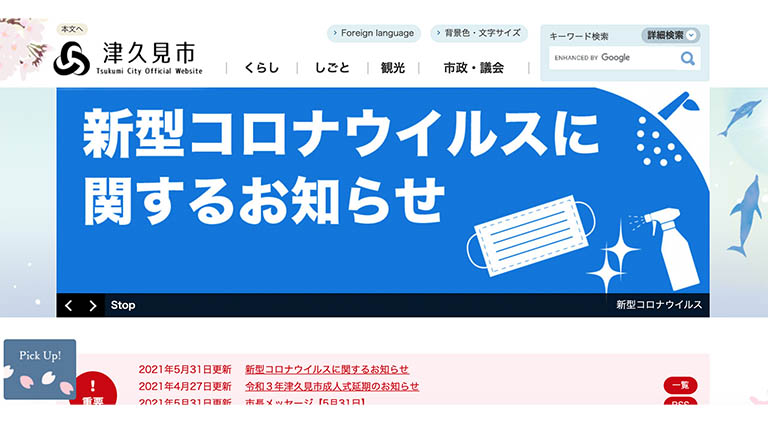 本文へ
津久見市
Tsukumi City Official Website
Foreign language
背景色・文字サイズ
キーワード検索
詳細検索
ENHANCED BY Google
くらし
しごと
観光
市政・議会
新型コロナウイルスに
関するお知らせ
Stop
新型コロナウイルス
Pick Up!
！
重要
2021年5月31日更新 新型コロナウイルスに関するお知らせ
2021年4月27日更新 令和３年津久見市成人式延期のお知らせ
2021年5月31日更新 市長メッセージ【5月31日】
一覧
RSS